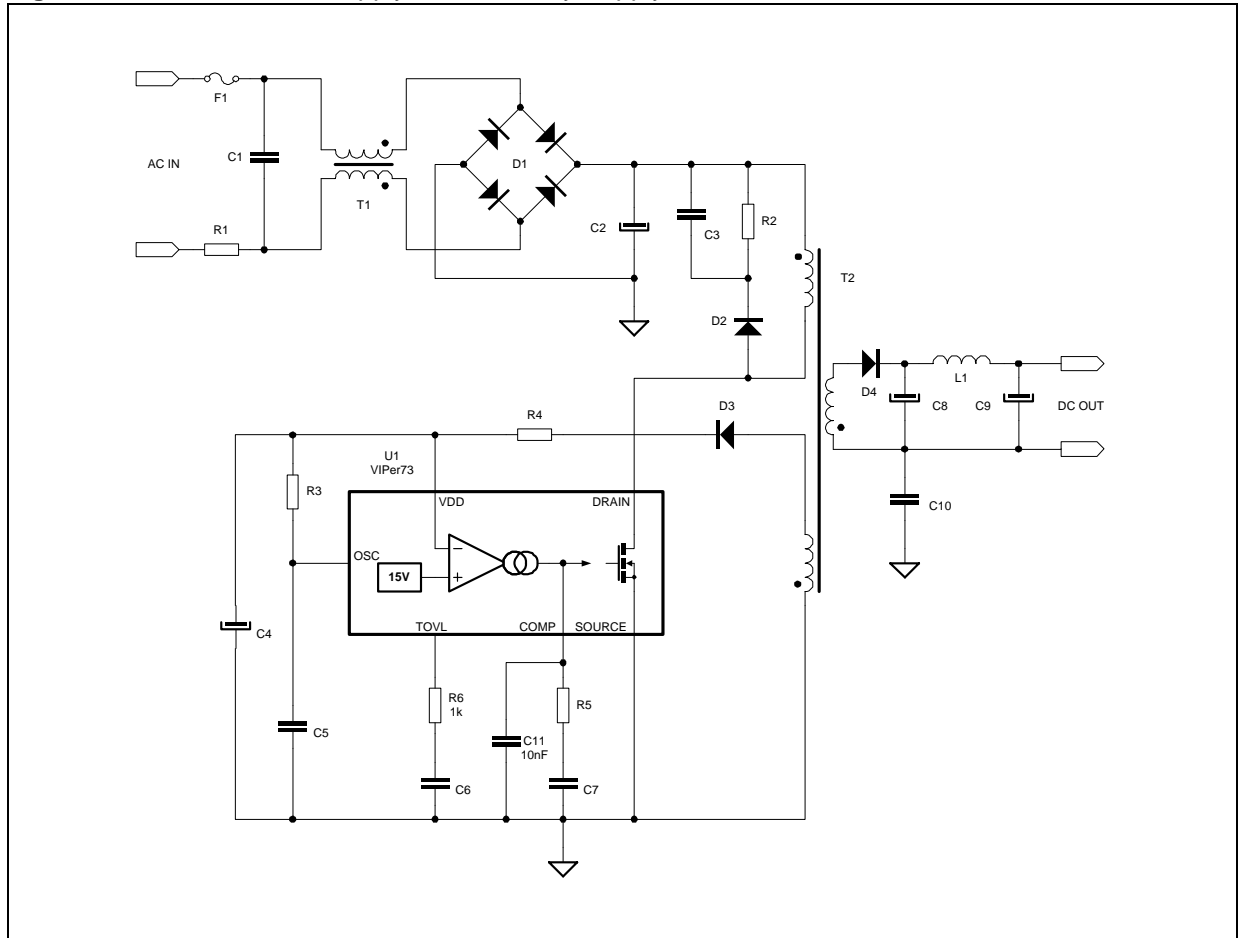 F1
AC IN
C1
T1
R1
D1
C2
C3
R2
D2
T2
D4
C8
L1
C9
DC OUT
C10
D3
R4
U1
VIPer73
R3
VDD
DRAIN
OSC
15V
−
+
TOVL
COMP
SOURCE
C4
C5
R6
1k
C6
C11
10nF
R5
C7